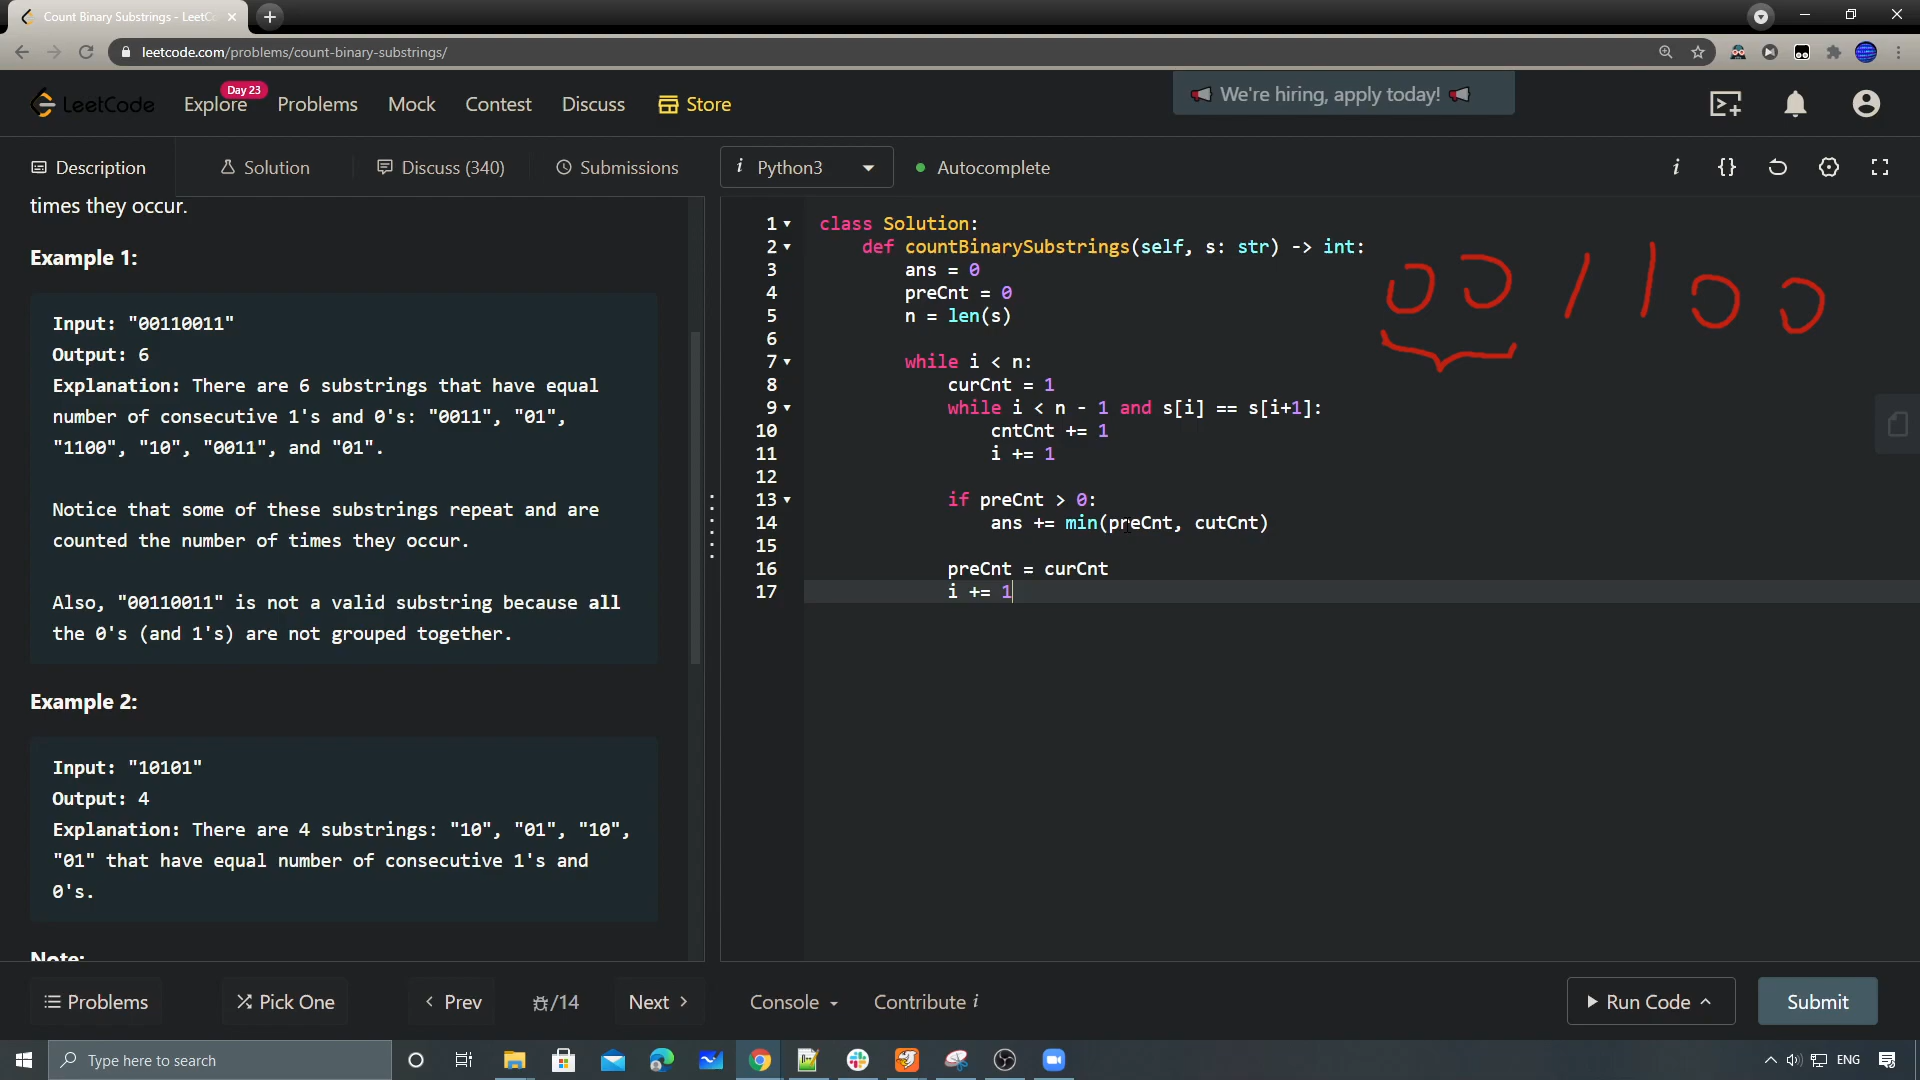 Count Binary Substrings - LeetC
leetcode.com/problems/count-binary-substrings/
LeetCode
Explore
Day 23
Problems
Mock
Contest
Discuss
Store
We're hiring, apply today!
Description
Solution
Discuss (340)
Submissions
i Python3
Autocomplete
i {}
times they occur.
Example 1:
Input: "00110011"
Output: 6
Explanation: There are 6 substrings that have equal
number of consecutive 1's and 0's: "0011", "01",
"1100", "10", "0011", and "01".
Notice that some of these substrings repeat and are
counted the number of times they occur.
Also, "00110011" is not a valid substring because all
the 0's (and 1's) are not grouped together.
Example 2:
Input: "10101"
Output: 4
Explanation: There are 4 substrings: "10", "01", "10",
"01" that have equal number of consecutive 1's and
0's.
Note:
1 class Solution:
2 def countBinarySubstrings(self, s: str) -> int:
3 ans = 0
4 preCnt = 0
5 n = len(s)
6
7 while i < n:
8 curCnt = 1
9 while i < n - 1 and s[i] == s[i+1]:
10 cntCnt += 1
11 i += 1
12
13 if preCnt > 0:
14 ans += min(preCnt, cutCnt)
15
16 preCnt = curCnt
17 i += 1
001100
Problems
Pick One
Prev
/14
Next
Console
Contribute i
Run Code
Submit
Type here to search
ENG